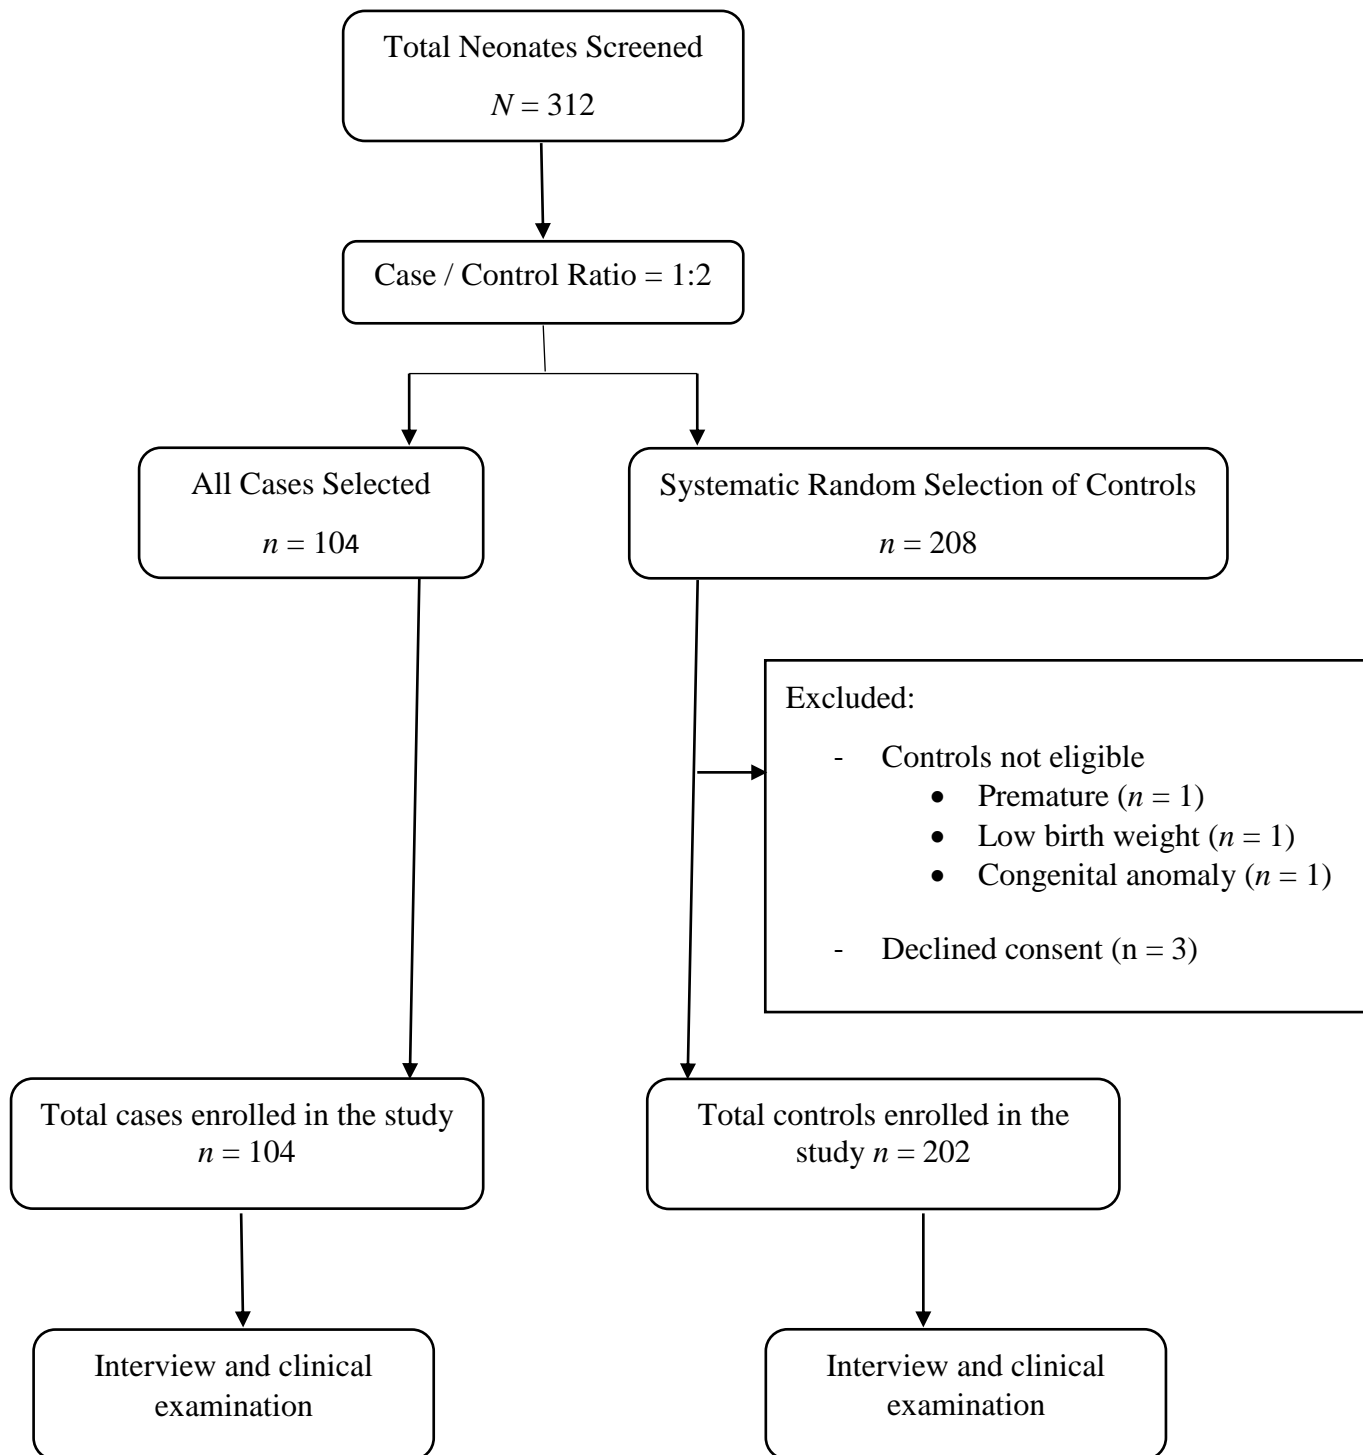 Total Neonates Screened
N = 312
Case / Control Ratio = 1:2
All Cases Selected
n = 104
Systematic Random Selection of Controls
n = 208
Excluded:
- Controls not eligible
• Premature (n = 1)
• Low birth weight (n = 1)
• Congenital anomaly (n = 1)
- Declined consent (n = 3)
Total cases enrolled in the study
n = 104
Total controls enrolled in the
study n = 202
Interview and clinical
examination
Interview and clinical
examination